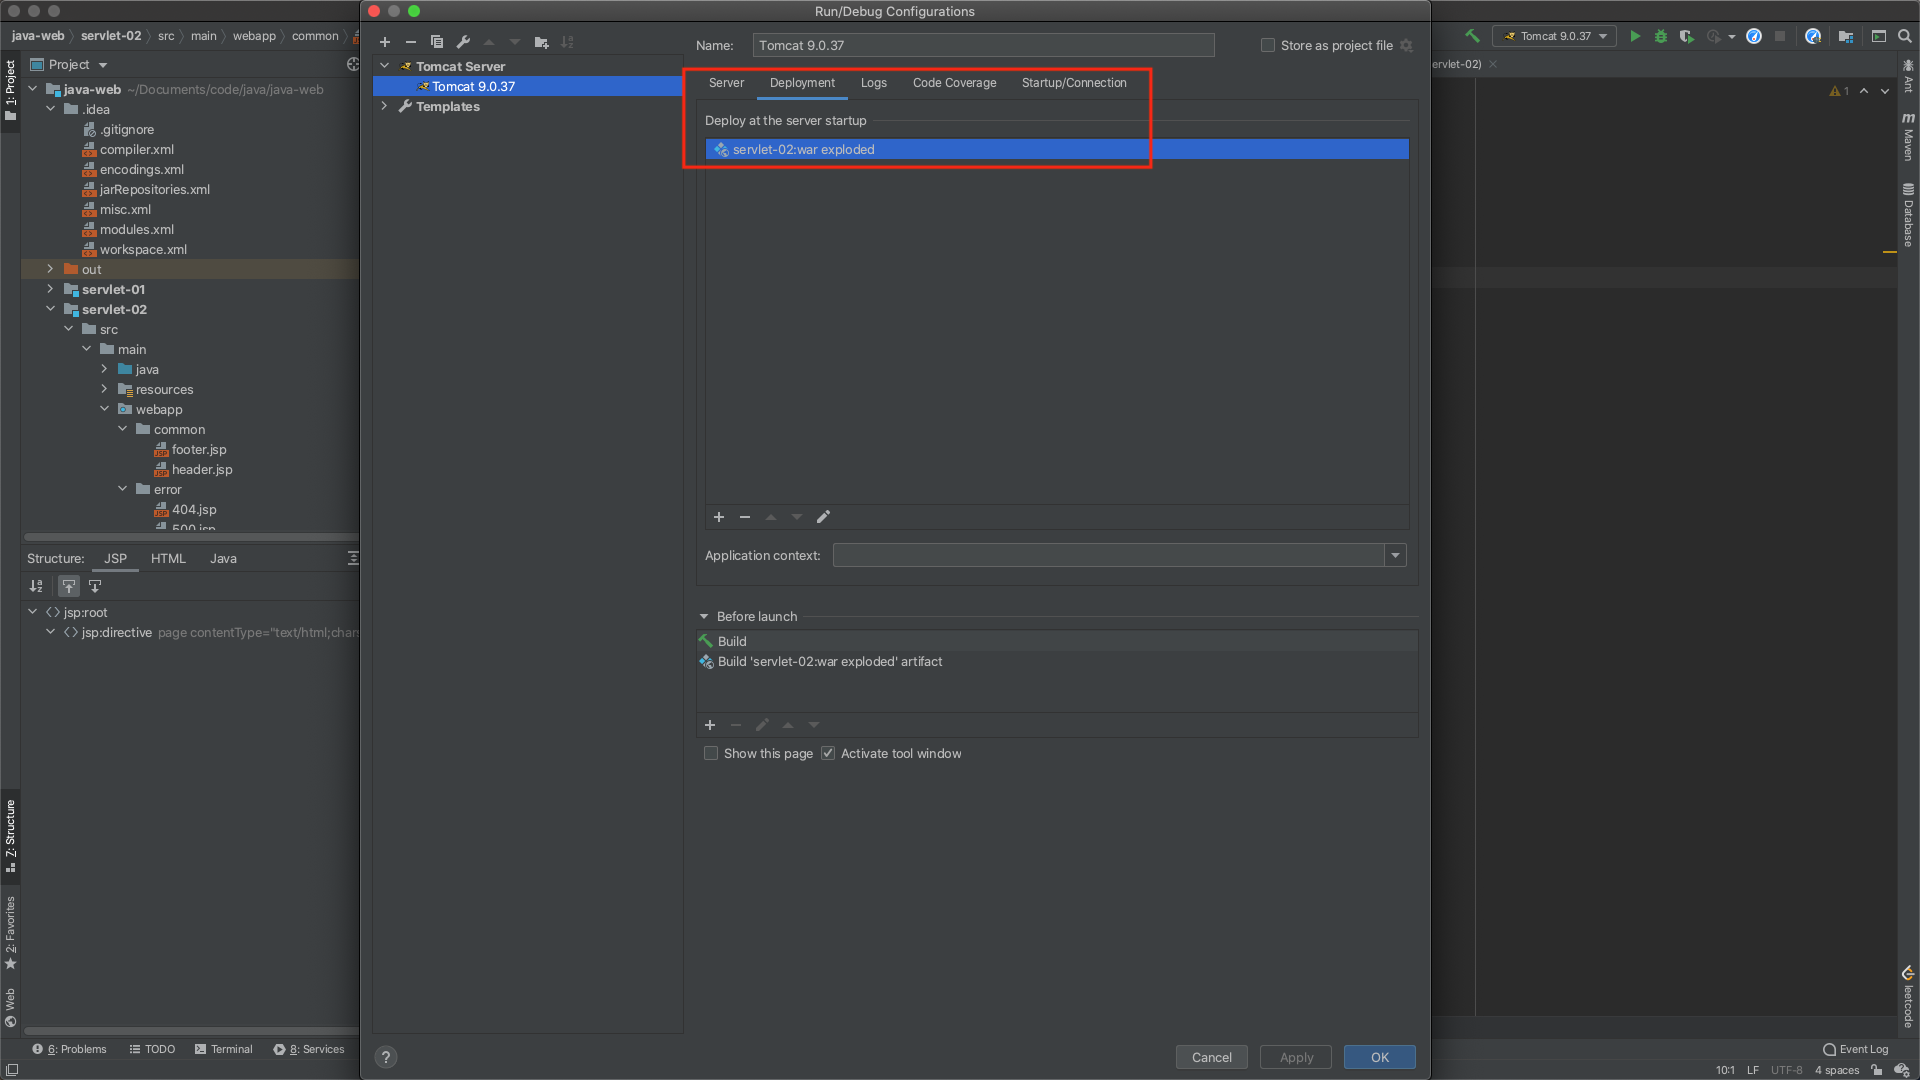 Run/Debug Configurations
java-web servlet-02 src main webapp common
Tomcat 9.0.37
Project
java-web ~/Documents/code/java/java-web
.idea
.gitignore
compiler.xml
encodings.xml
jarRepositories.xml
misc.xml
modules.xml
workspace.xml
out
servlet-01
servlet-02
src
main
java
resources
webapp
common
footer.jsp
header.jsp
error
404.jsp
500.jsp
Structure: JSP HTML Java
jsp:root
jsp:directive page contentType="text/html;chars
1: Project
7: Structure
2: Favorites
Web
Tomcat Server
Tomcat 9.0.37
Templates
Name: Tomcat 9.0.37
Store as project file
Server Deployment Logs Code Coverage Startup/Connection
Deploy at the server startup
servlet-02:war exploded
Application context:
Before launch
Build
Build 'servlet-02:war exploded' artifact
Show this page Activate tool window
? Cancel Apply OK
ervlet-02)
1
Ant
m Maven
Database
leetcode
6: Problems TODO Terminal 8: Services
Event Log
10:1 LF UTF-8 4 spaces